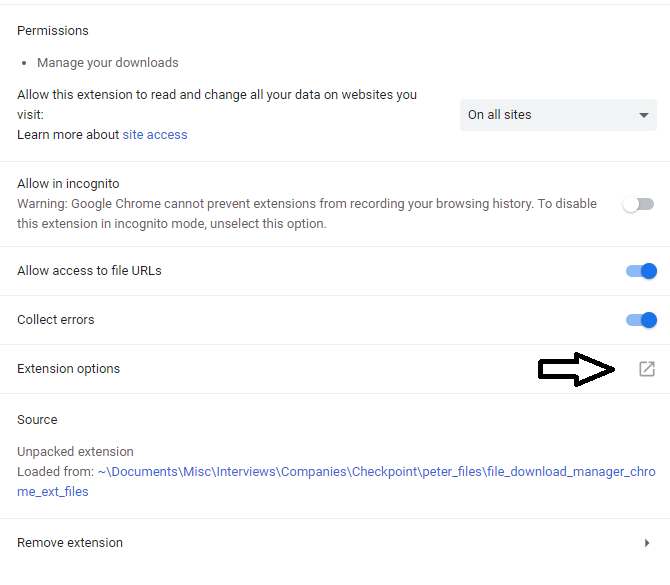 Permissions
Manage your downloads
Allow this extension to read and change all your data on websites you
visit:
On all sites
Learn more about site access
Allow in incognito
Warning: Google Chrome cannot prevent extensions from recording your browsing history. To disable
this extension in incognito mode, unselect this option.
Allow access to file URLs
Collect errors
Extension options
Source
Unpacked extension
Loaded from: ~\Documents\Misc\Interviews\Companies\Checkpoint\peter_files\file_download_manager_chro
me_ext_files
Remove extension